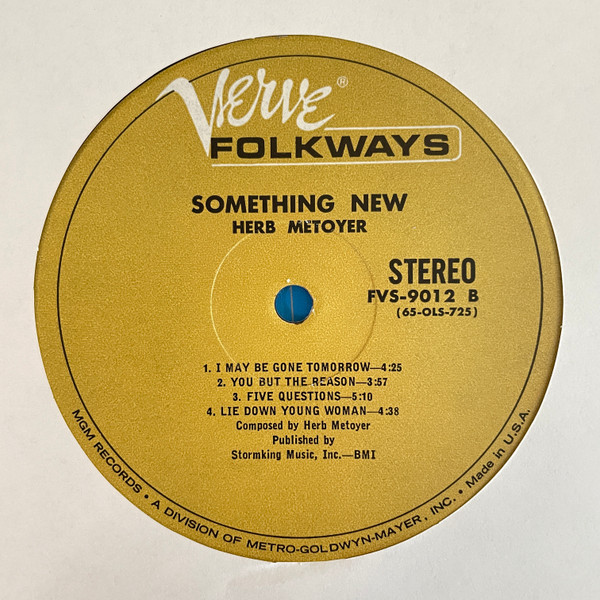 Verve®
FOLKWAYS
SOMETHING NEW
HERB METOYER
STEREO
FVS-9012 B
(65-OLS-725)
1. I MAY BE GONE TOMORROW—4:25
2. YOU BUT THE REASON—3:57
3. FIVE QUESTIONS—5:10
4. LIE DOWN YOUNG WOMAN—4:38
Composed by Herb Metoyer
Published by
Stormking Music, Inc.—BMI
MGM RECORDS • A DIVISION OF METRO-GOLDWYN-MAYER, INC. • Made in U.S.A.